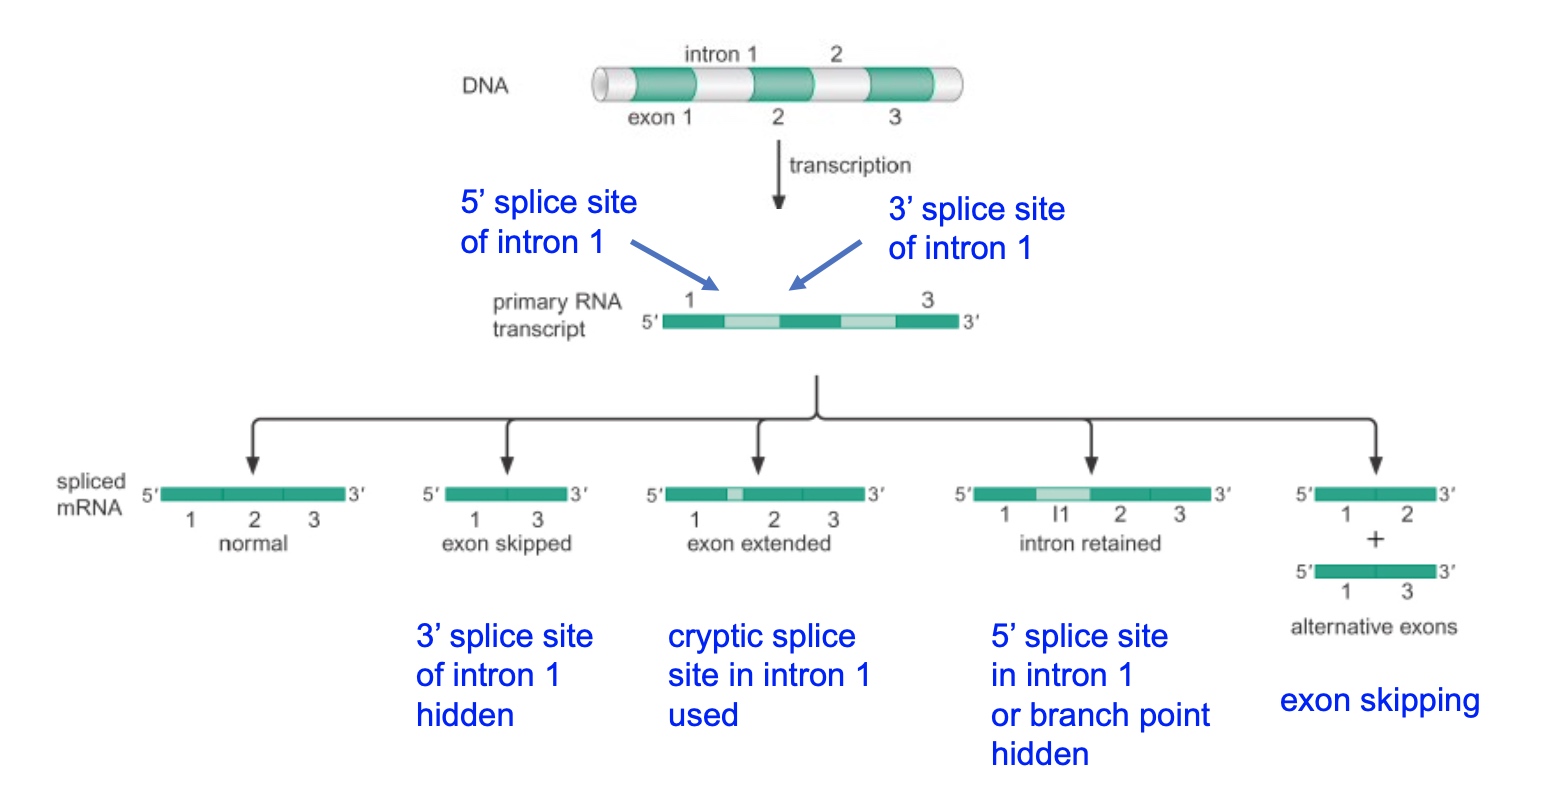 intron 1 2
DNA
exon 1 2 3
transcription
5’ splice site
of intron 1
3’ splice site
of intron 1
primary RNA
transcript
1 3
5′ 3′
spliced
mRNA
5′ 3′
1 2 3
normal
5′ 3′
1 3
exon skipped
5′ 3′
1 2 3
exon extended
5′ 3′
1 I1 2 3
intron retained
5′ 3′
1 2
+
5′ 3′
1 3
alternative exons
3’ splice site
of intron 1
hidden
cryptic splice
site in intron 1
used
5’ splice site
in intron 1
or branch point
hidden
exon skipping